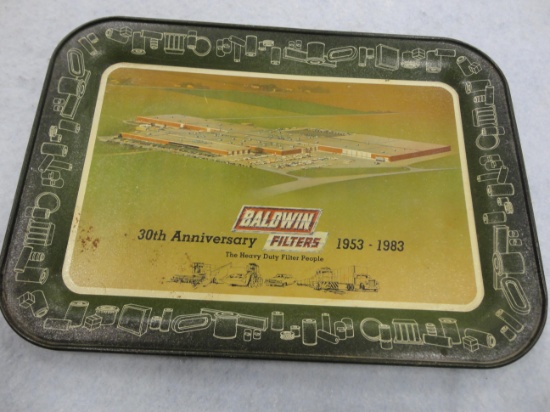 BALDWIN
30th Anniversary FILTERS 1953 - 1983
The Heavy Duty Filter People